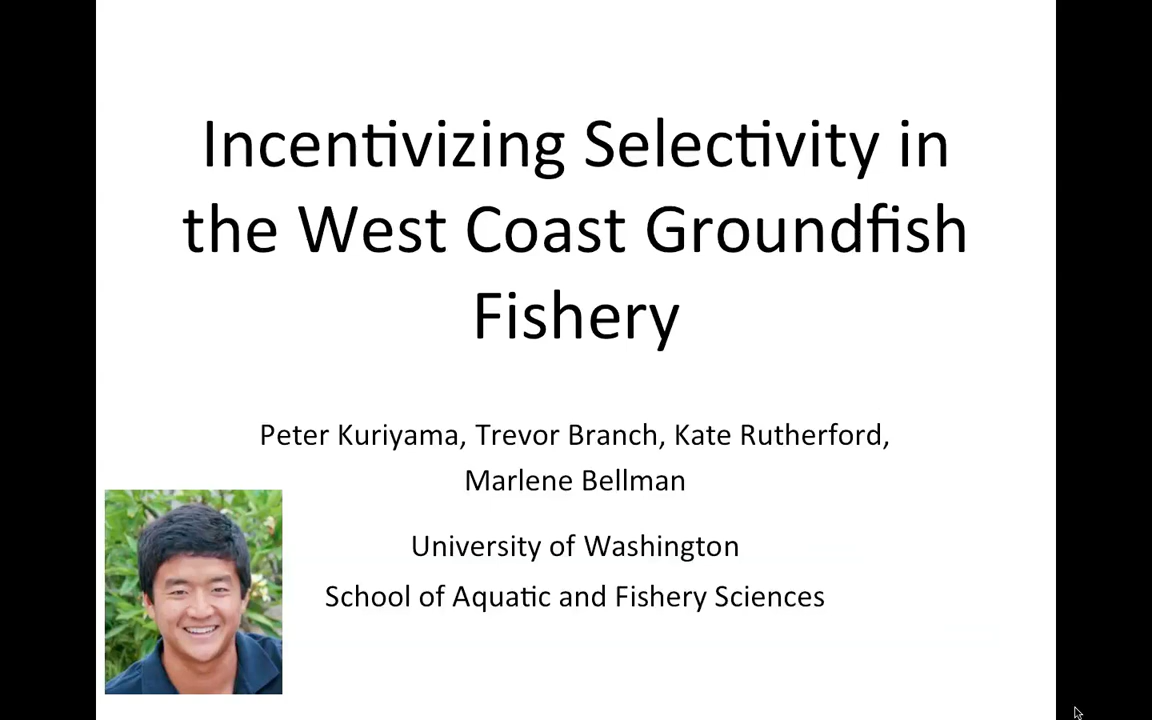 Incentivizing Selectivity in
the West Coast Groundfish
Fishery
Peter Kuriyama, Trevor Branch, Kate Rutherford,
Marlene Bellman
University of Washington
School of Aquatic and Fishery Sciences